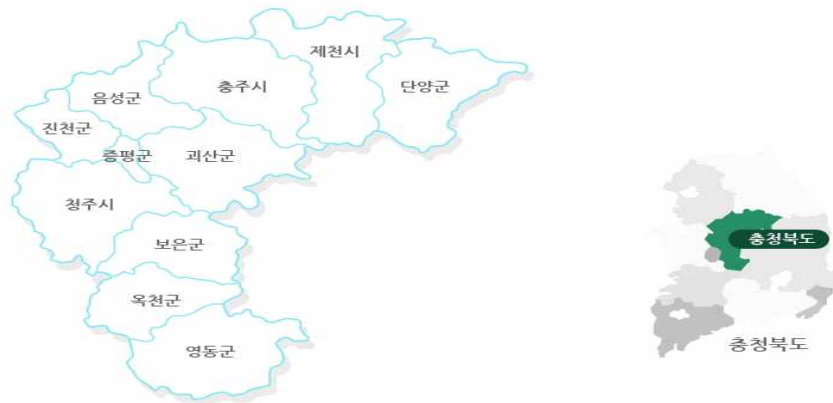 제천시
충주시
단양군
음성군
진천군
증평군
괴산군
청주시
보은군
옥천군
영동군
충청북도
충청북도